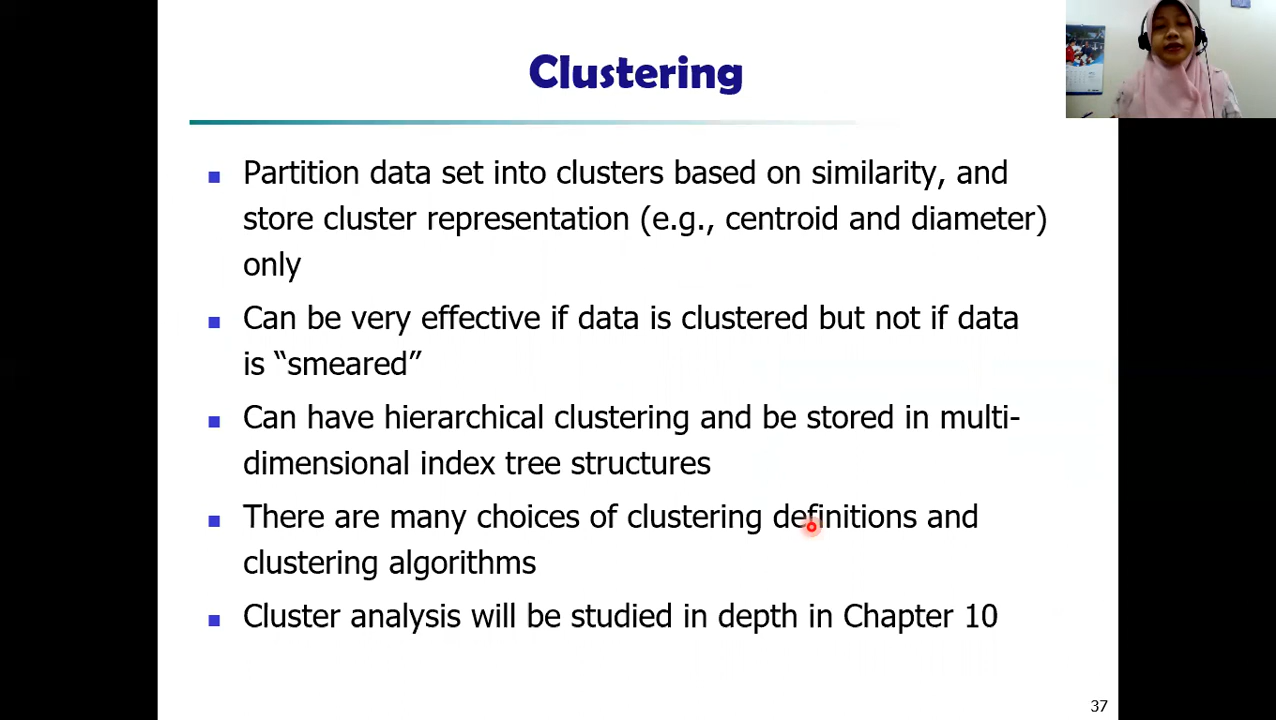 Clustering
Partition data set into clusters based on similarity, and
store cluster representation (e.g., centroid and diameter)
only
Can be very effective if data is clustered but not if data
is “smeared”
Can have hierarchical clustering and be stored in multi-
dimensional index tree structures
There are many choices of clustering definitions and
clustering algorithms
Cluster analysis will be studied in depth in Chapter 10
37